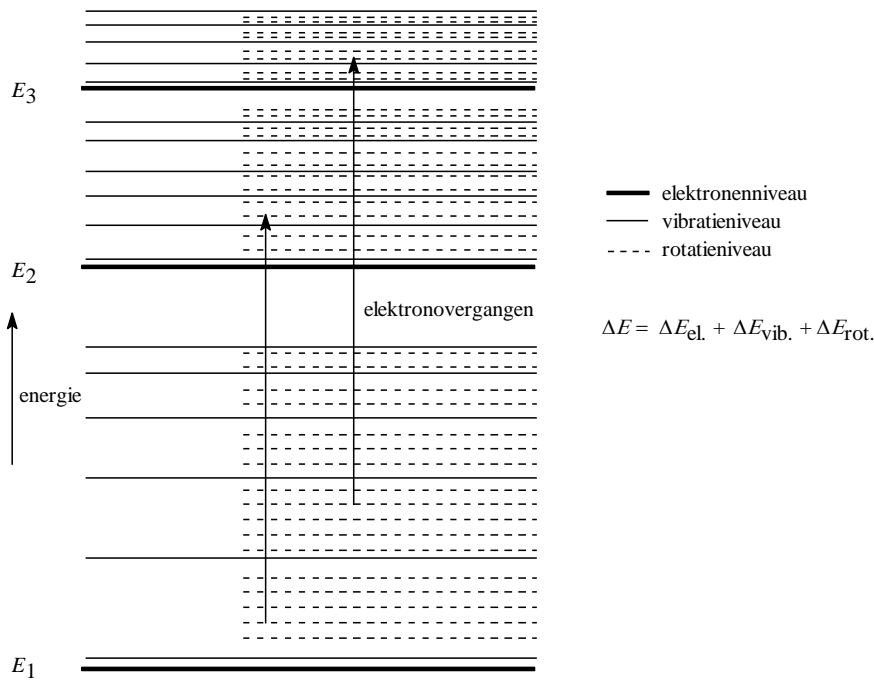 E3
elektronenniveau
vibratieniveau
rotatieniveau
E2
elektronovergangen
ΔE = ΔEel. + ΔEvib. + ΔErot.
energie
E1